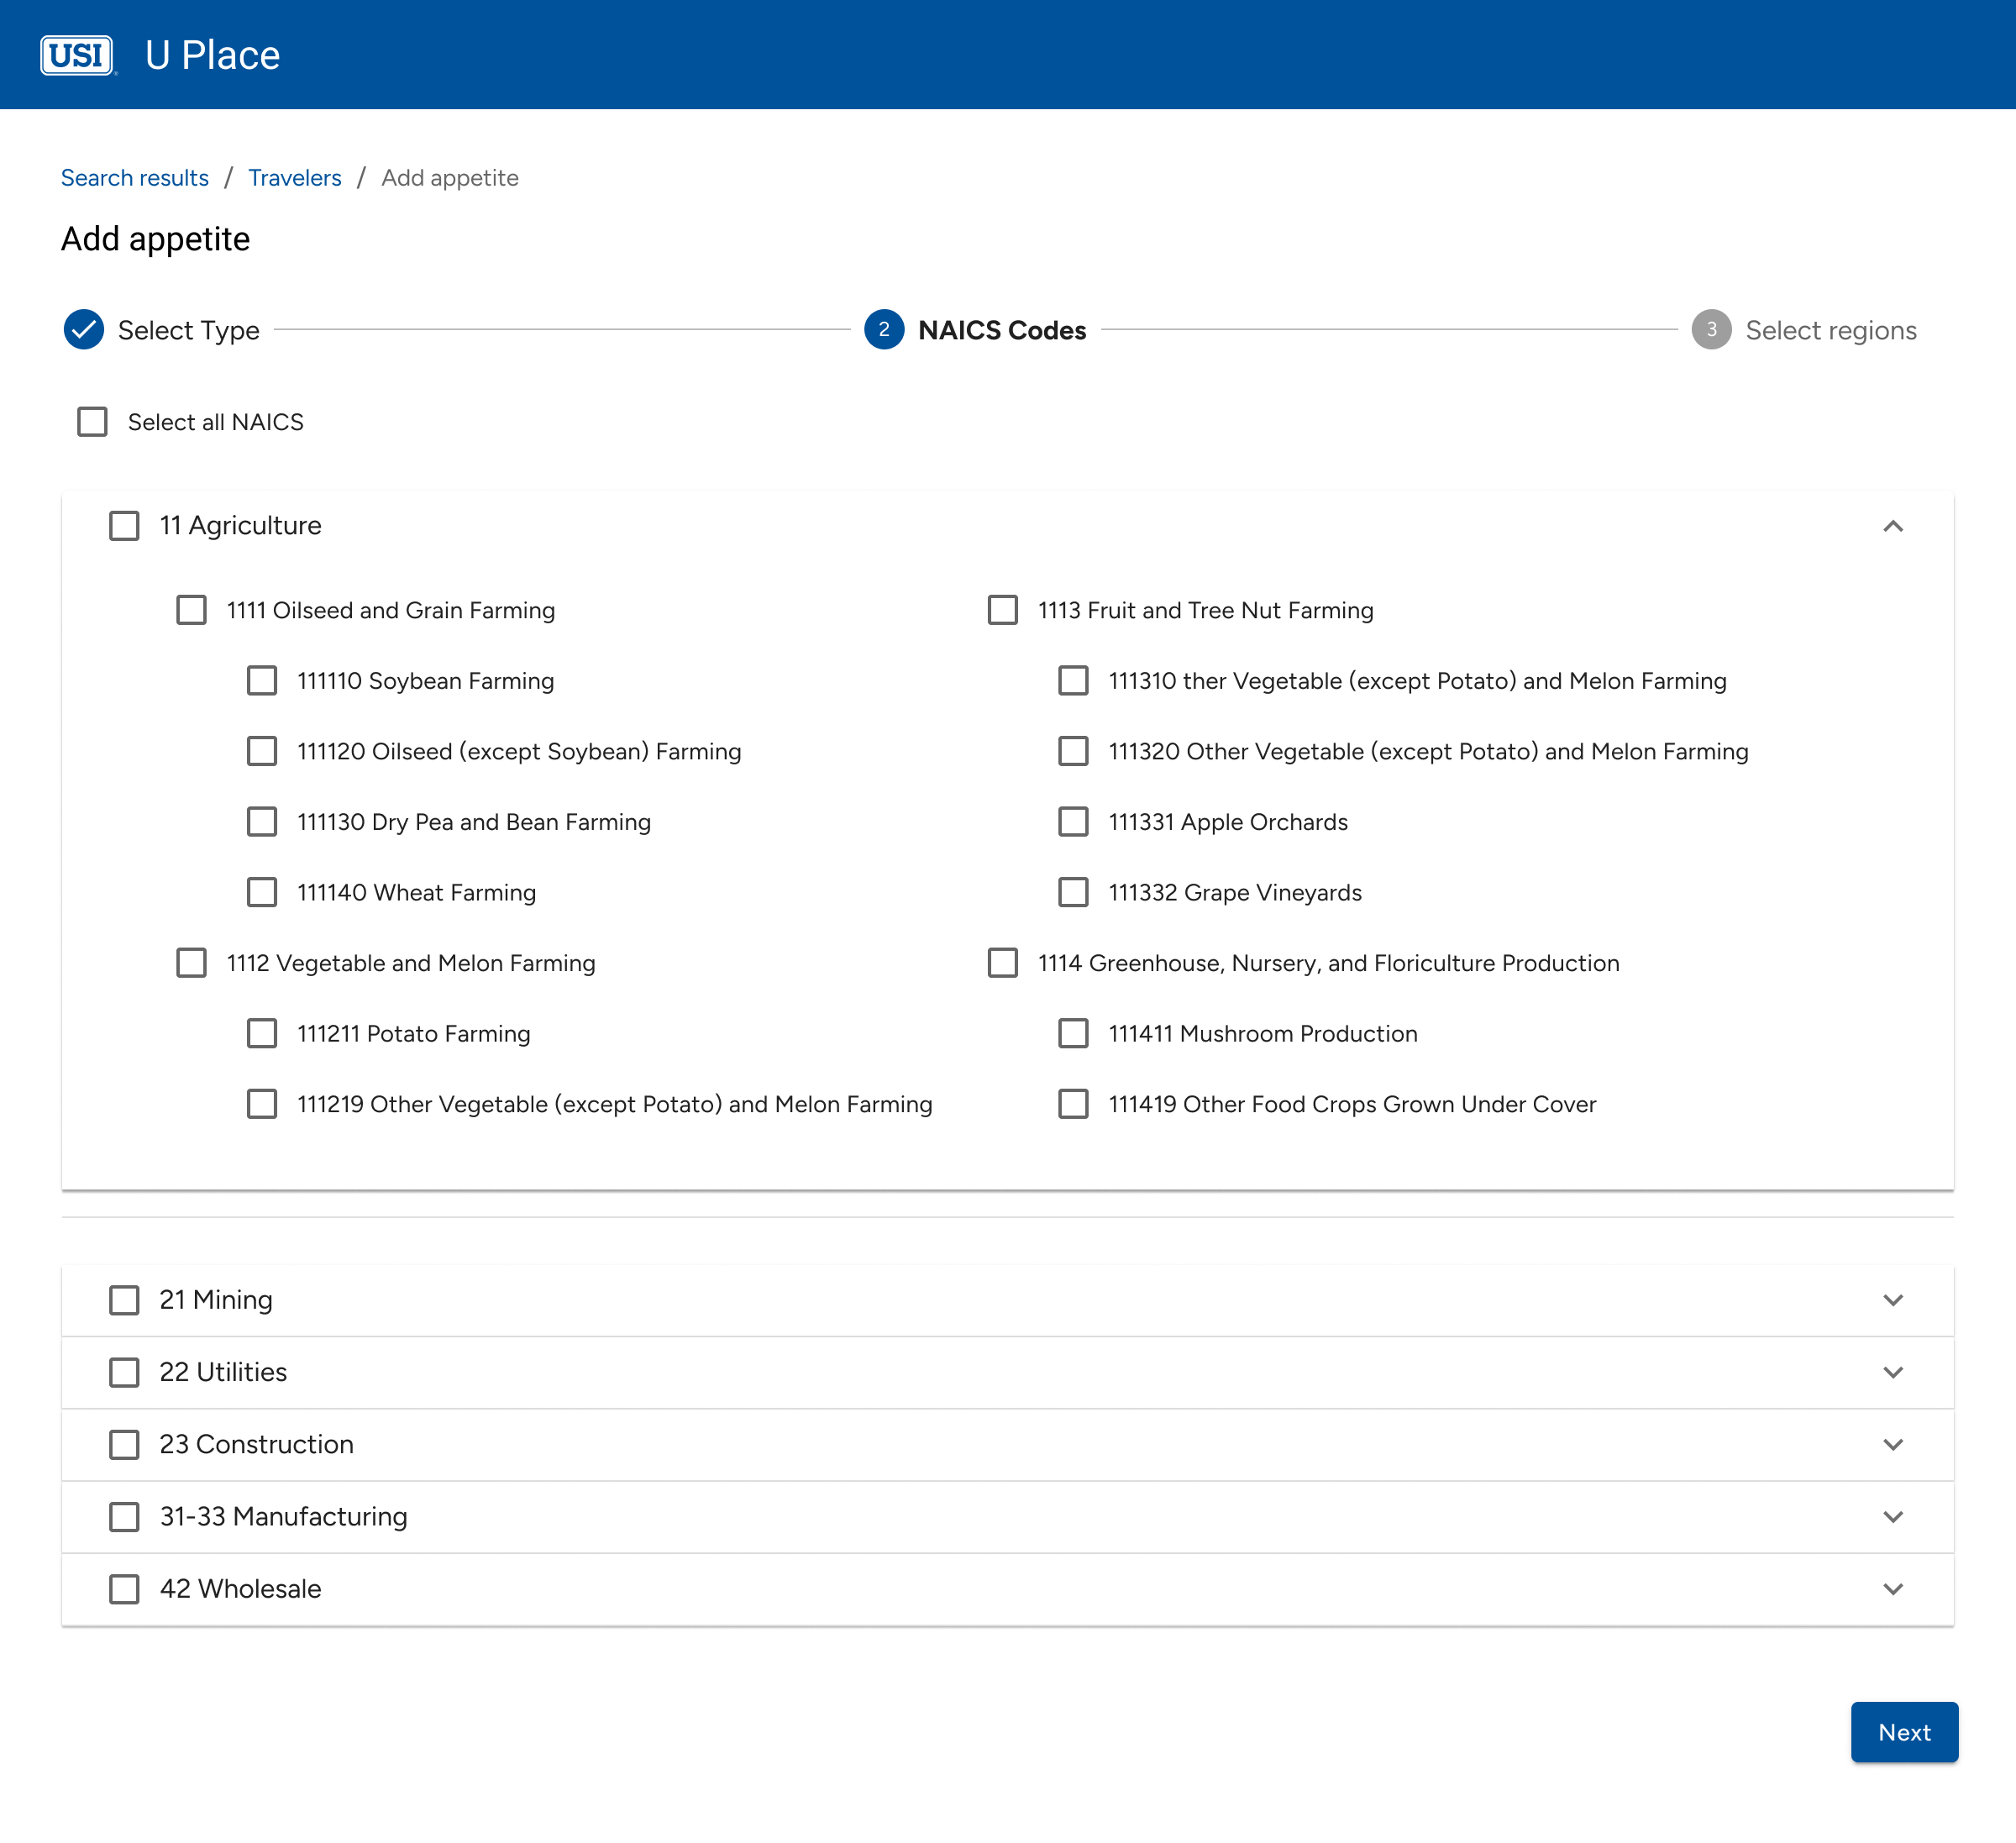 USI U Place
Search results / Travelers / Add appetite
Add appetite
Select Type
2 NAICS Codes
3 Select regions
Select all NAICS
11 Agriculture
1111 Oilseed and Grain Farming
111110 Soybean Farming
111120 Oilseed (except Soybean) Farming
111130 Dry Pea and Bean Farming
111140 Wheat Farming
1112 Vegetable and Melon Farming
111211 Potato Farming
111219 Other Vegetable (except Potato) and Melon Farming
1113 Fruit and Tree Nut Farming
111310 ther Vegetable (except Potato) and Melon Farming
111320 Other Vegetable (except Potato) and Melon Farming
111331 Apple Orchards
111332 Grape Vineyards
1114 Greenhouse, Nursery, and Floriculture Production
111411 Mushroom Production
111419 Other Food Crops Grown Under Cover
21 Mining
22 Utilities
23 Construction
31-33 Manufacturing
42 Wholesale
Next